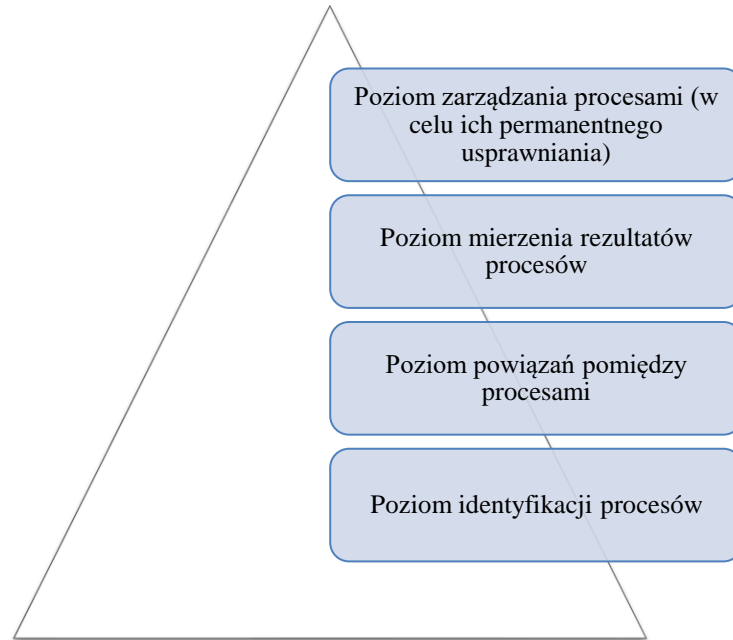 Poziom zarządzania procesami (w
celu ich permanentnego
usprawniania)
Poziom mierzenia rezultatów
procesów
Poziom powiązań pomiędzy
procesami
Poziom identyfikacji procesów